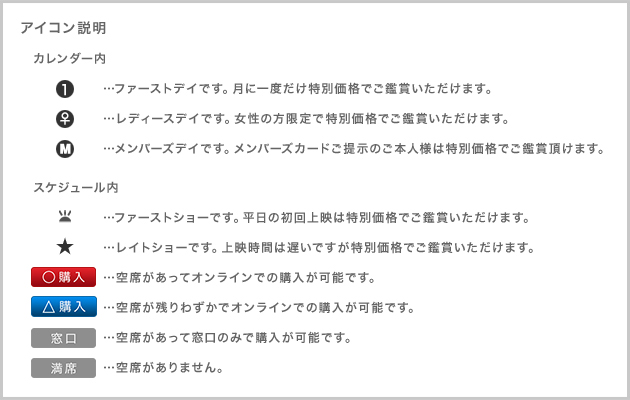 アイコン説明
カレンダー内
1 …ファーストデイです。月に一度だけ特別価格でご鑑賞いただけます。
♀ …レディースデイです。女性の方限定で特別価格でご鑑賞いただけます。
M …メンバーズデイです。メンバーズカードご提示のご本人様は特別価格でご鑑賞頂けます。
スケジュール内
…ファーストショーです。平日の初回上映は特別価格でご鑑賞いただけます。
★ …レイトショーです。上映時間は遅いですが特別価格でご鑑賞いただけます。
○購入 …空席があってオンラインでの購入が可能です。
△購入 …空席が残りわずかでオンラインでの購入が可能です。
窓口 …空席があって窓口のみで購入が可能です。
満席 …空席がありません。